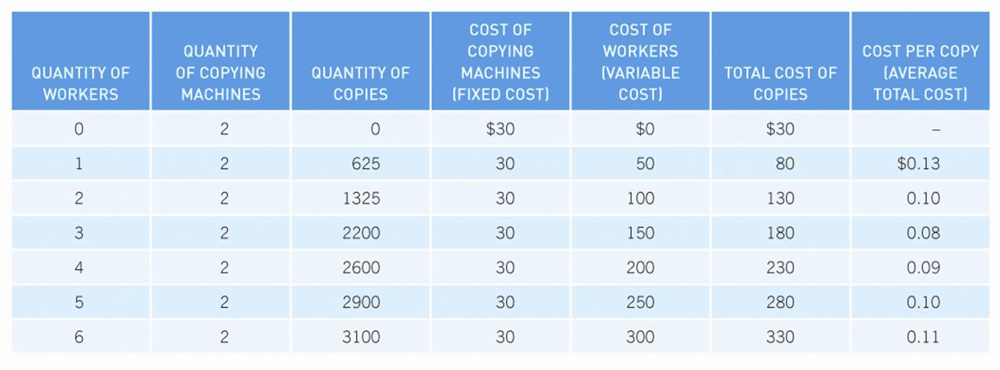 QUANTITY OF WORKERS | QUANTITY OF COPYING MACHINES | QUANTITY OF COPIES | COST OF COPYING MACHINES (FIXED COST) | COST OF WORKERS (VARIABLE COST) | TOTAL COST OF COPIES | COST PER COPY (AVERAGE TOTAL COST)
0 | 2 | 0 | $30 | $0 | $30 | –
1 | 2 | 625 | 30 | 50 | 80 | $0.13
2 | 2 | 1325 | 30 | 100 | 130 | 0.10
3 | 2 | 2200 | 30 | 150 | 180 | 0.08
4 | 2 | 2600 | 30 | 200 | 230 | 0.09
5 | 2 | 2900 | 30 | 250 | 280 | 0.10
6 | 2 | 3100 | 30 | 300 | 330 | 0.11